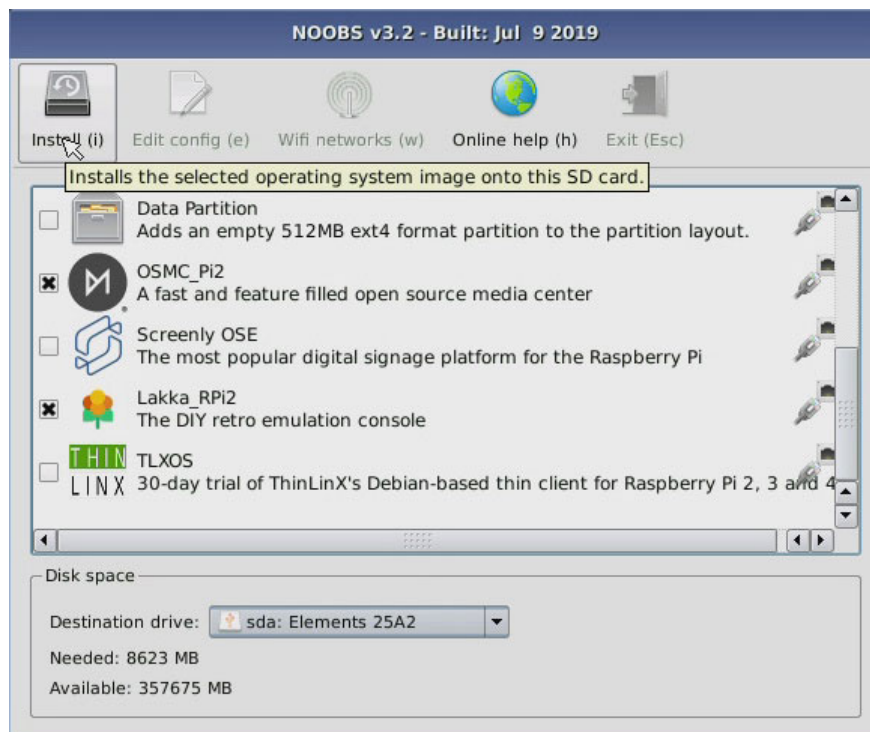 NOOBS v3.2 - Built: Jul 9 2019
Install (i) Edit config (e) Wifi networks (w) Online help (h) Exit (Esc)
Installs the selected operating system image onto this SD card.
Data Partition
Adds an empty 512MB ext4 format partition to the partition layout.
OSMC_Pi2
A fast and feature filled open source media center
Screenly OSE
The most popular digital signage platform for the Raspberry Pi
Lakka_RPi2
The DIY retro emulation console
THIN
LINX
TLXOS
30-day trial of ThinLinX's Debian-based thin client for Raspberry Pi 2, 3 and 4
Disk space
Destination drive: sda: Elements 25A2
Needed: 8623 MB
Available: 357675 MB